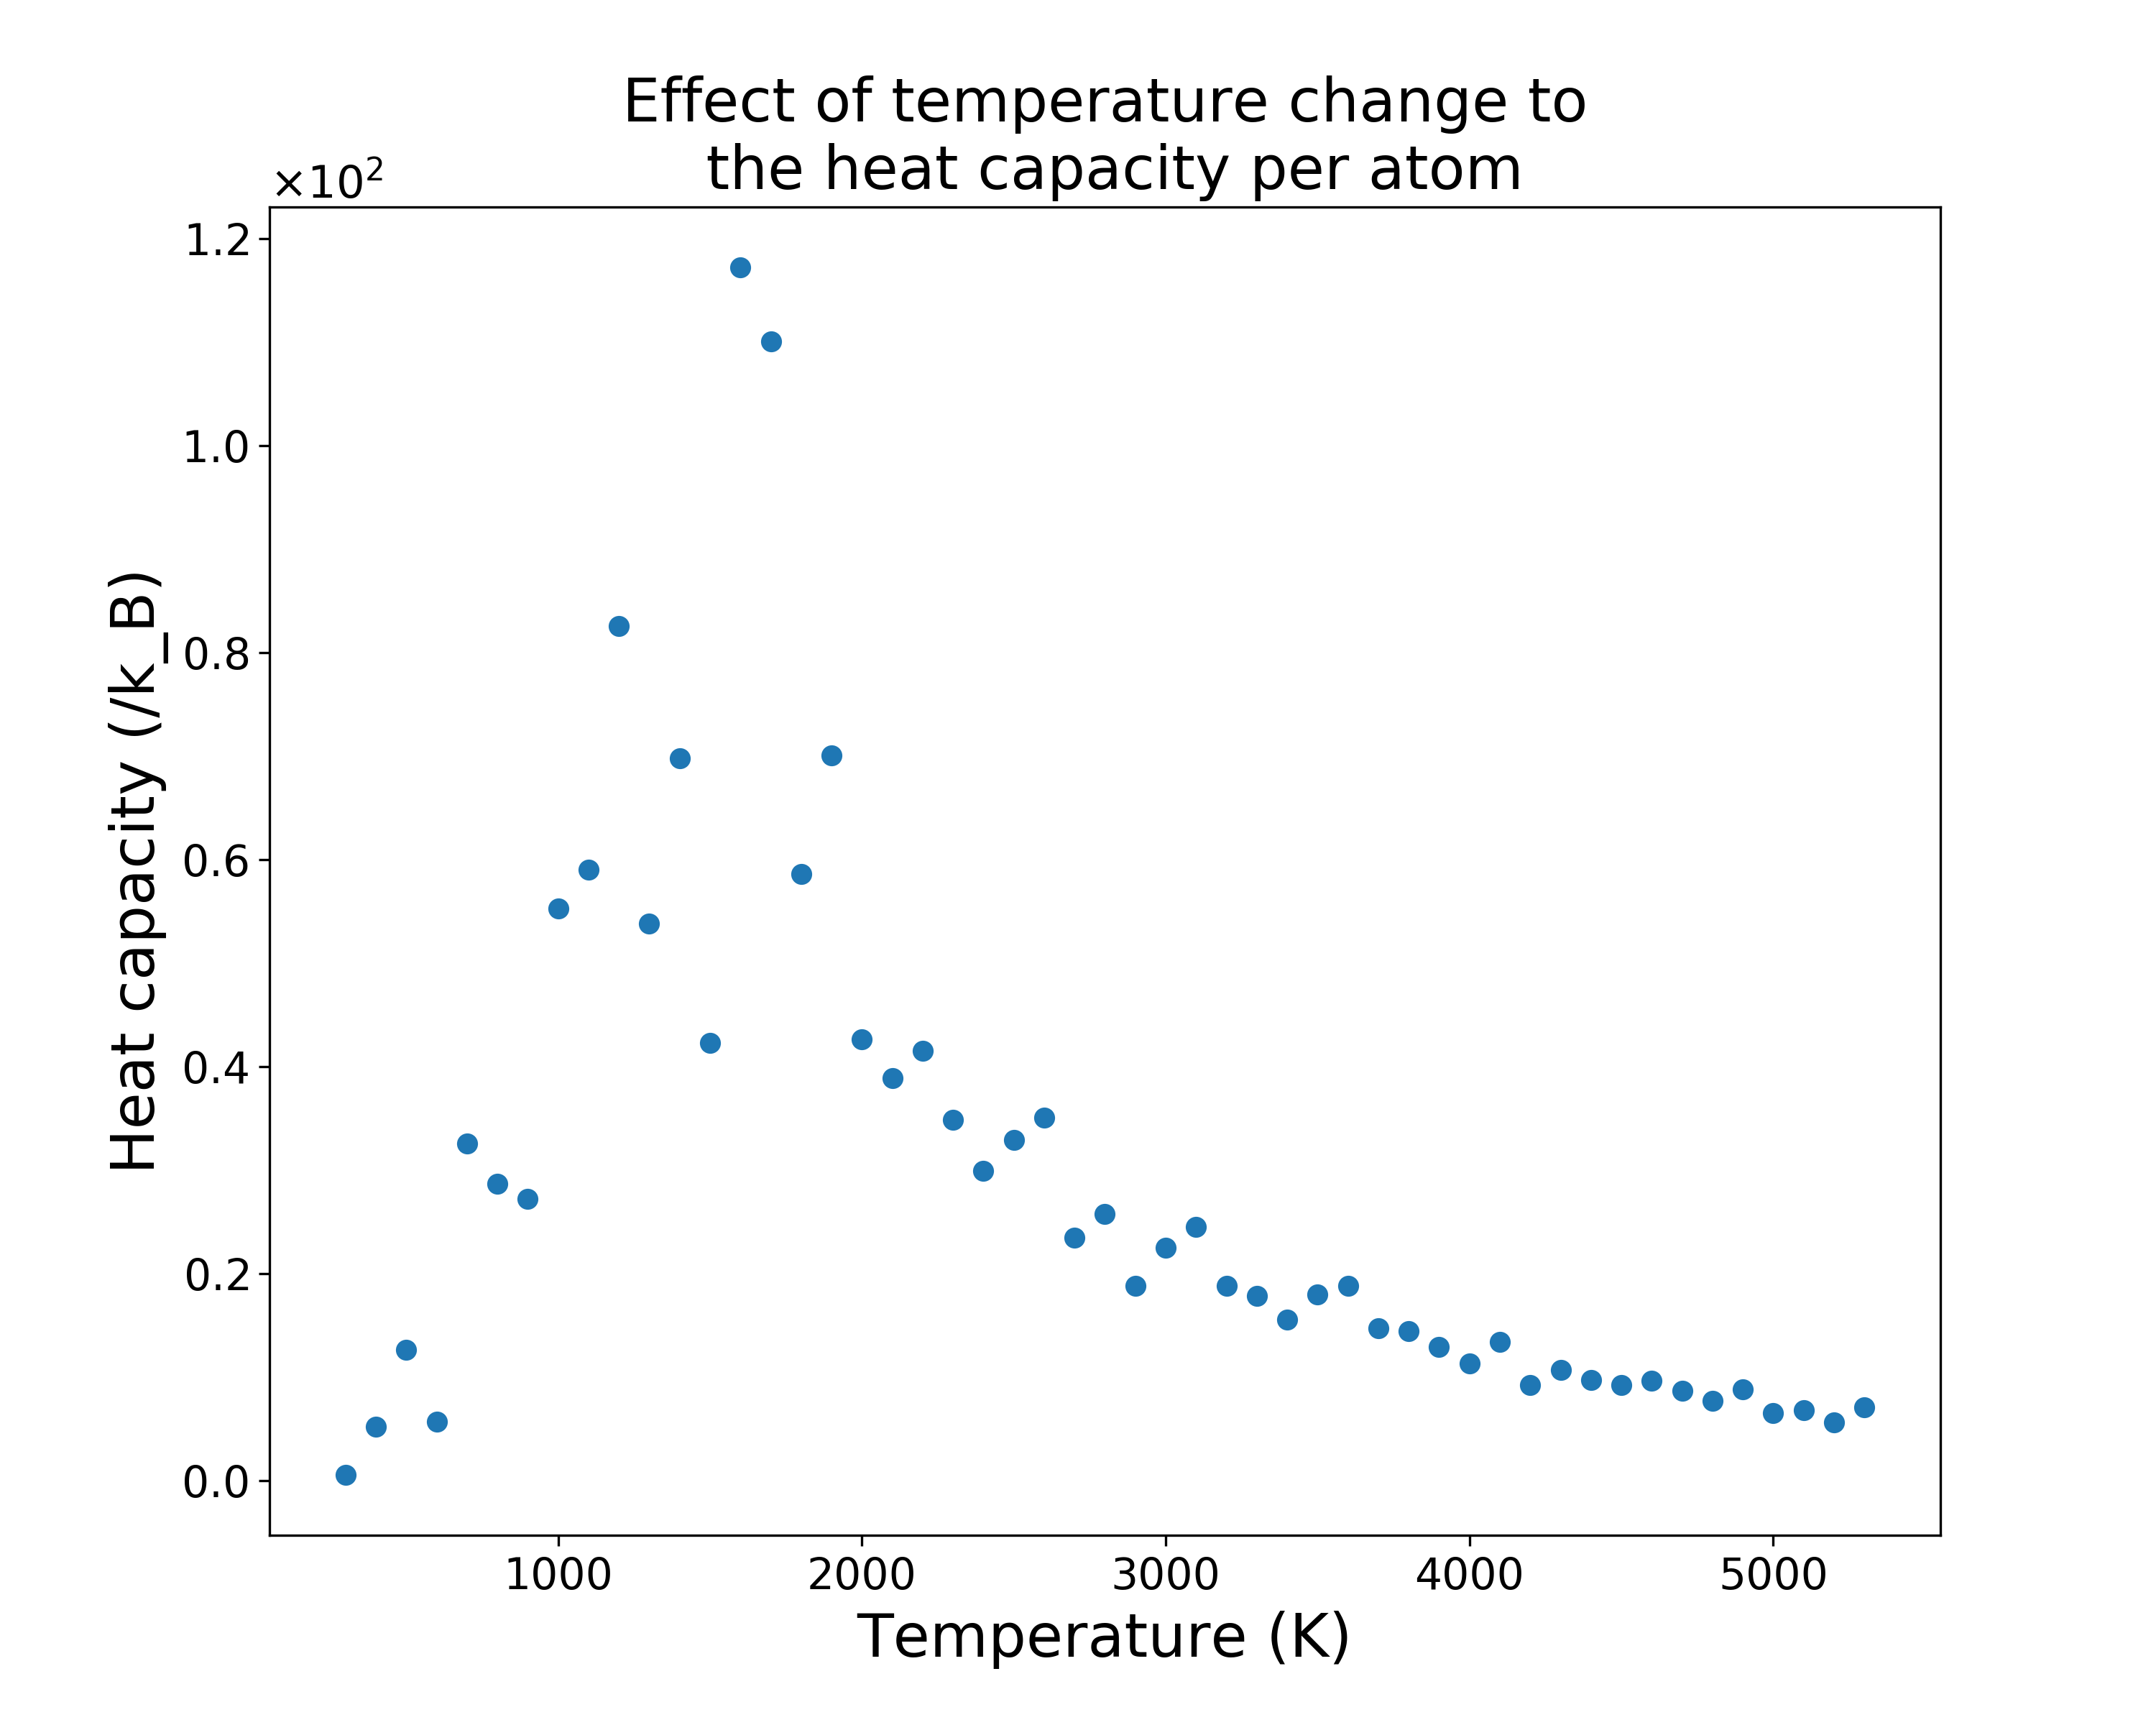 Effect of temperature change to
the heat capacity per atom
×10²
1.2
1.0
0.8
0.6
0.4
0.2
0.0
Heat capacity (/k_B)
1000 2000 3000 4000 5000
Temperature (K)